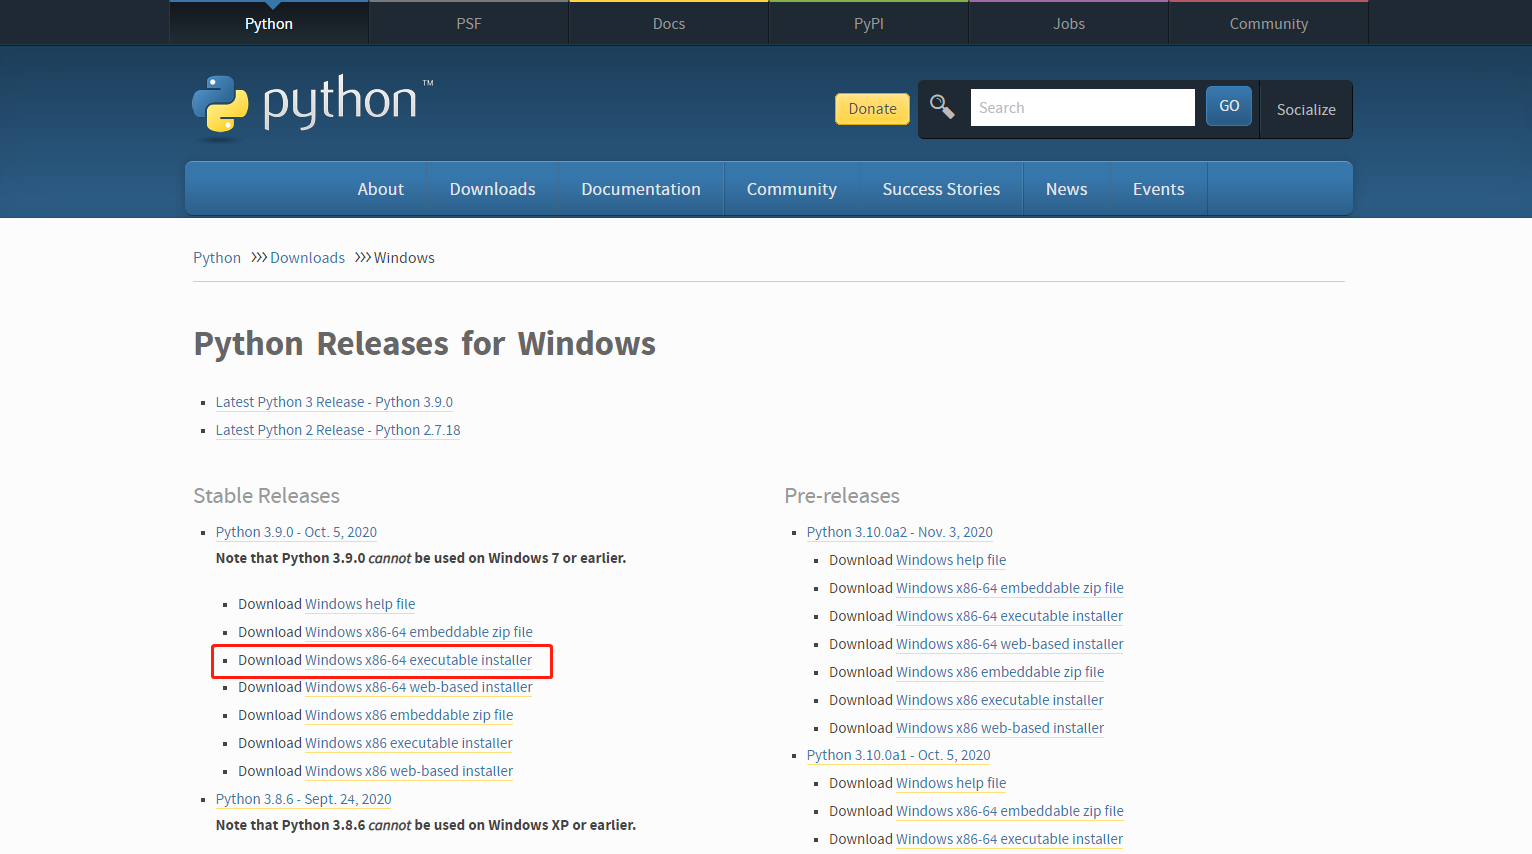 Python PSF Docs PyPI Jobs Community
python™
Donate Search GO Socialize
About Downloads Documentation Community Success Stories News Events
Python >>> Downloads >>> Windows
Python Releases for Windows
Latest Python 3 Release - Python 3.9.0
Latest Python 2 Release - Python 2.7.18
Stable Releases
Python 3.9.0 - Oct. 5, 2020
Note that Python 3.9.0 cannot be used on Windows 7 or earlier.
Download Windows help file
Download Windows x86-64 embeddable zip file
Download Windows x86-64 executable installer
Download Windows x86-64 web-based installer
Download Windows x86 embeddable zip file
Download Windows x86 executable installer
Download Windows x86 web-based installer
Python 3.8.6 - Sept. 24, 2020
Note that Python 3.8.6 cannot be used on Windows XP or earlier.
Pre-releases
Python 3.10.0a2 - Nov. 3, 2020
Download Windows help file
Download Windows x86-64 embeddable zip file
Download Windows x86-64 executable installer
Download Windows x86-64 web-based installer
Download Windows x86 embeddable zip file
Download Windows x86 executable installer
Download Windows x86 web-based installer
Python 3.10.0a1 - Oct. 5, 2020
Download Windows help file
Download Windows x86-64 embeddable zip file
Download Windows x86-64 executable installer